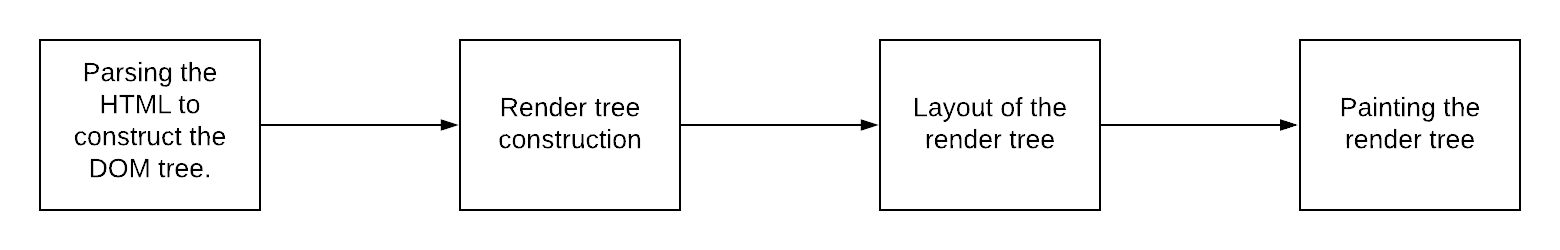 Parsing the
HTML to
construct the
DOM tree.
Render tree
construction
Layout of the
render tree
Painting the
render tree